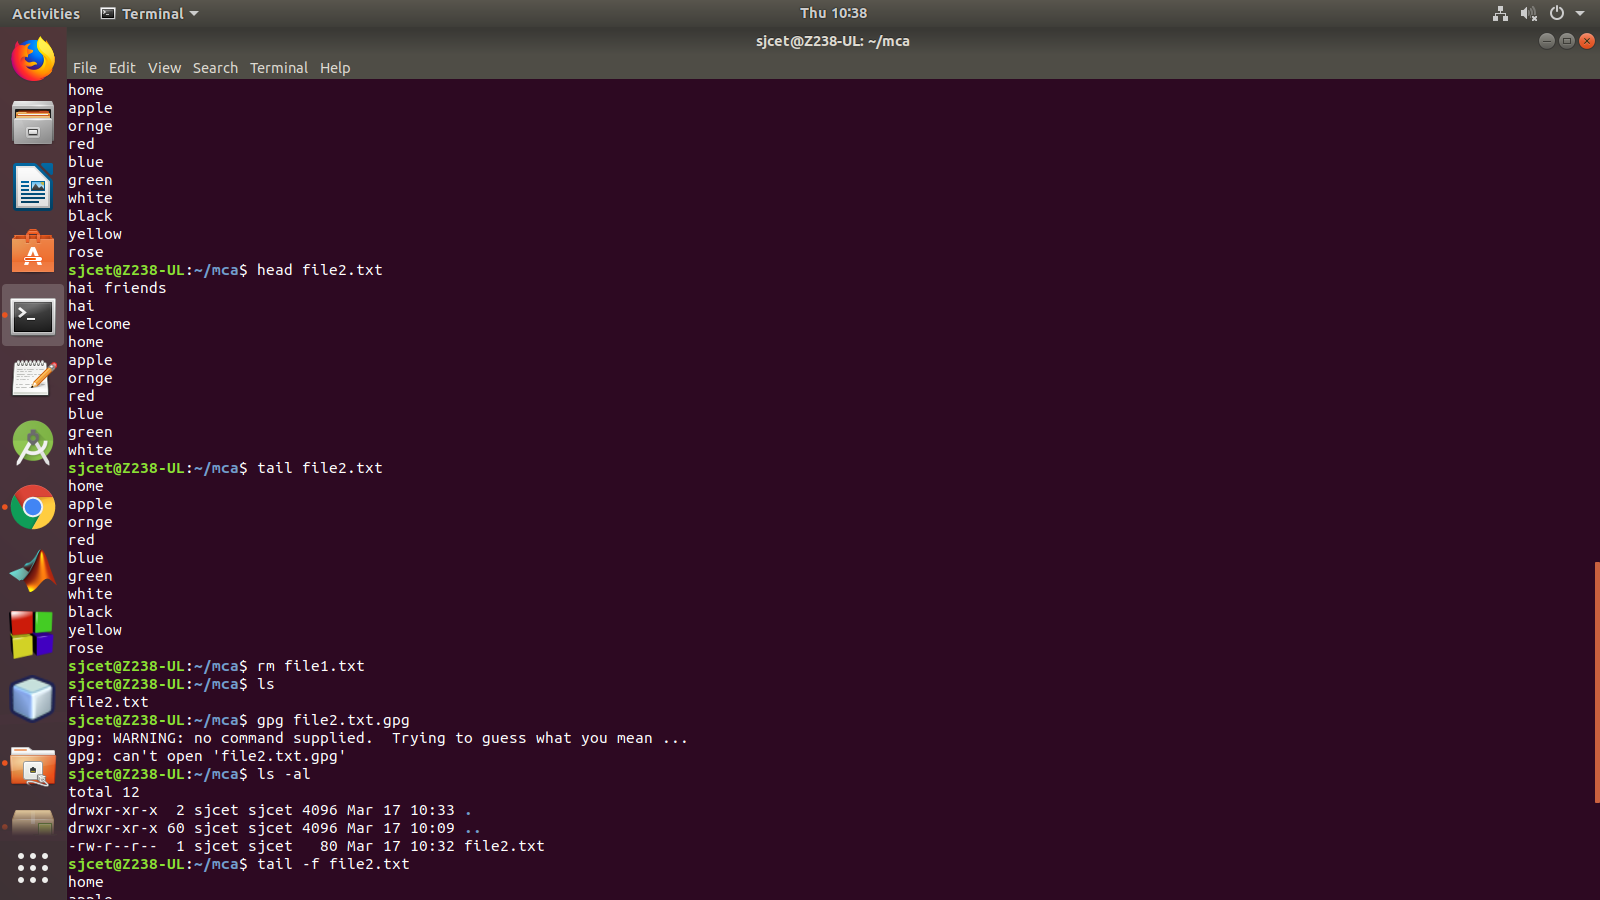 Activities Terminal Thu 10:38
sjcet@Z238-UL: ~/mca
File Edit View Search Terminal Help
home
apple
ornge
red
blue
green
white
black
yellow
rose
sjcet@Z238-UL:~/mca$ head file2.txt
hai friends
hai
welcome
home
apple
ornge
red
blue
green
white
sjcet@Z238-UL:~/mca$ tail file2.txt
home
apple
ornge
red
blue
green
white
black
yellow
rose
sjcet@Z238-UL:~/mca$ rm file1.txt
sjcet@Z238-UL:~/mca$ ls
file2.txt
sjcet@Z238-UL:~/mca$ gpg file2.txt.gpg
gpg: WARNING: no command supplied.  Trying to guess what you mean ...
gpg: can't open 'file2.txt.gpg'
sjcet@Z238-UL:~/mca$ ls -al
total 12
drwxr-xr-x  2 sjcet sjcet 4096 Mar 17 10:33 .
drwxr-xr-x 60 sjcet sjcet 4096 Mar 17 10:09 ..
-rw-r--r--  1 sjcet sjcet   80 Mar 17 10:32 file2.txt
sjcet@Z238-UL:~/mca$ tail -f file2.txt
home
apple